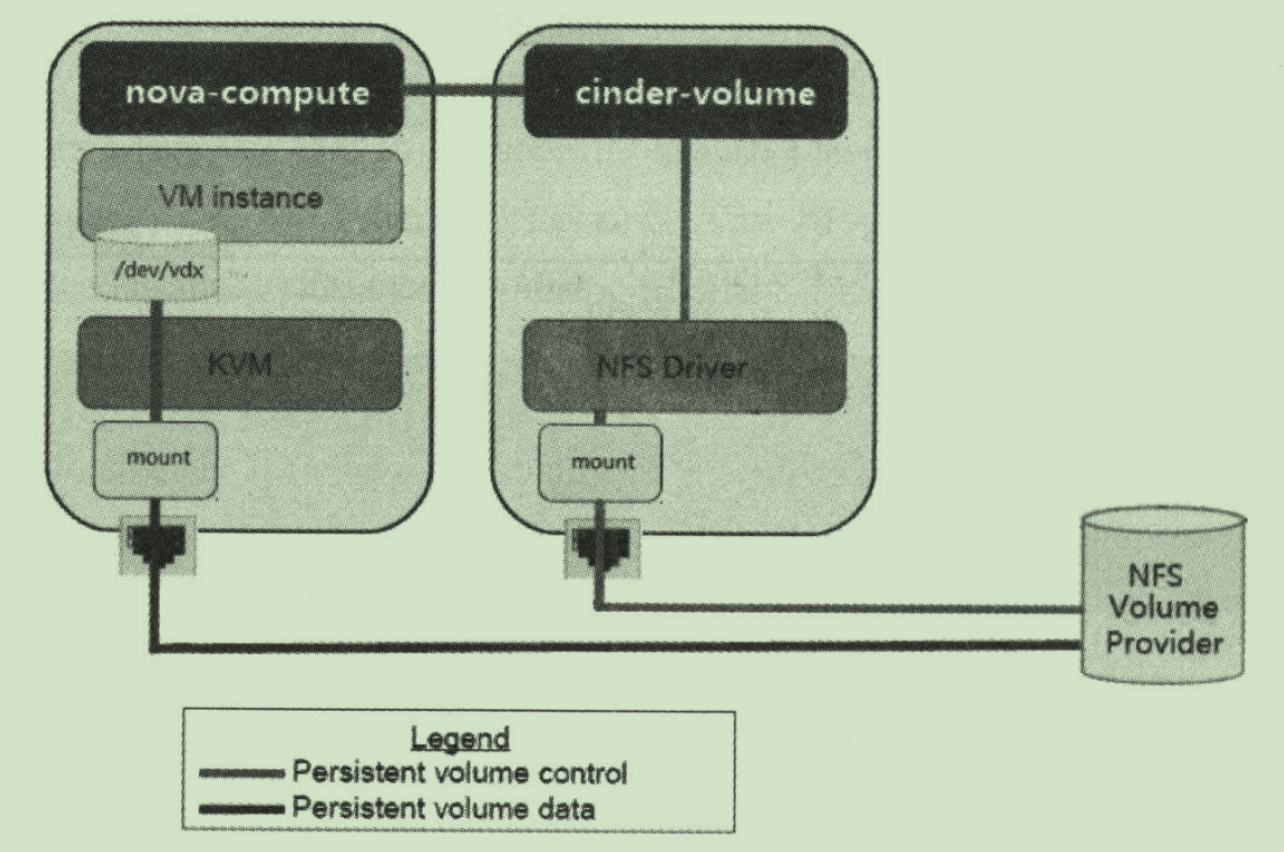 nova-compute
VM instance
/dev/vdx
KVM
mount
cinder-volume
NFS Driver
mount
NFS
Volume
Provider
Legend
Persistent volume control
Persistent volume data